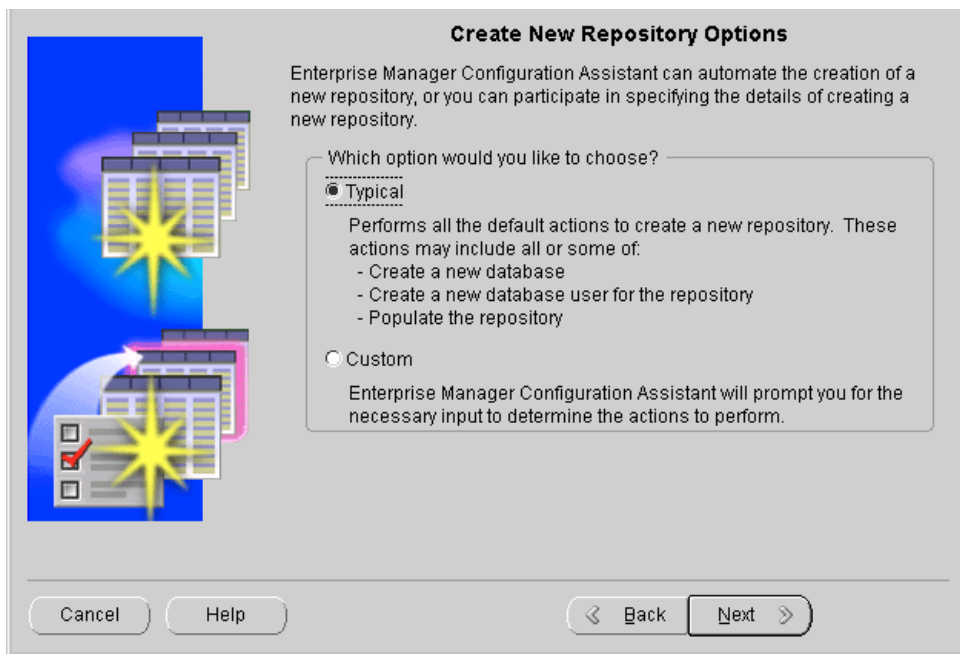 Create New Repository Options
Enterprise Manager Configuration Assistant can automate the creation of a
new repository, or you can participate in specifying the details of creating a
new repository.
Which option would you like to choose?
Typical
Performs all the default actions to create a new repository.  These
actions may include all or some of:
- Create a new database
- Create a new database user for the repository
- Populate the repository
Custom
Enterprise Manager Configuration Assistant will prompt you for the
necessary input to determine the actions to perform.
Cancel Help Back Next